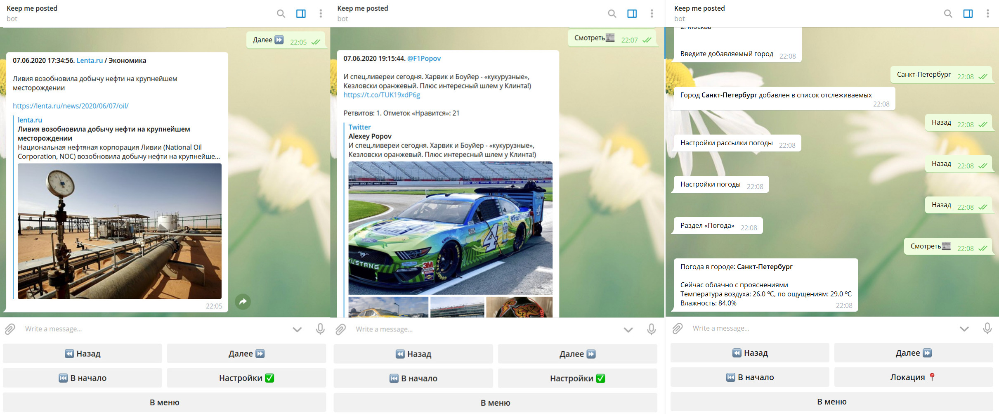 Keep me posted
bot
Далее ⏩ 22:05
07.06.2020 17:34:56. Lenta.ru / Экономика
Ливия возобновила добычу нефти на крупнейшем
месторождении
https://lenta.ru/news/2020/06/07/oil/
lenta.ru
Ливия возобновила добычу нефти на крупнейшем
месторождении
Национальная нефтяная корпорация Ливии (National Oil
Corporation, NOC) возобновила добычу нефти на крупнейше...
22:05
Write a message...
⏪ Назад
Далее ⏩
⏮ В начало
Настройки ✅
В меню
Keep me posted
bot
Смотреть 22:07
07.06.2020 19:15:44. @F1Popov
И спец.ливереи сегодня. Харвик и Боуйер - «кукурузные»,
Кезловски оранжевый. Плюс интересный шлем у Клинта!)
https://t.co/TUK19xdP6g
Ретвитов: 1. Отметок «Нравится»: 21
Twitter
Alexey Popov
И спец.ливереи сегодня. Харвик и Боуйер - «кукурузные»,
Кезловски оранжевый. Плюс интересный шлем у Клинта!)
4
MUSTANG
3M
Write a message...
⏪ Назад
Далее ⏩
⏮ В начало
Настройки ✅
В меню
Keep me posted
bot
2. Москва
Введите добавляемый город 22:08
Санкт-Петербург 22:08
Город Санкт-Петербург добавлен в список отслеживаемых
22:08
Назад 22:08
Настройки рассылки погоды 22:08
Назад 22:08
Настройки погоды 22:08
Назад 22:08
Раздел «Погода» 22:08
Смотреть 22:08
Погода в городе: Санкт-Петербург
Сейчас облачно с прояснениями
Температура воздуха: 26.0 ºC, по ощущениям: 29.0 ºC
Влажность: 84.0%
22:08
Write a message...
⏪ Назад
Далее ⏩
⏮ В начало
Локация 📍
В меню